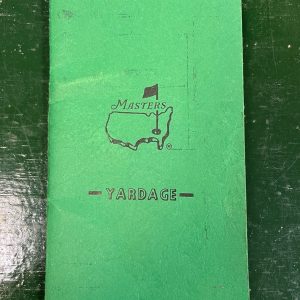 MASTERS
®
— YARDAGE —